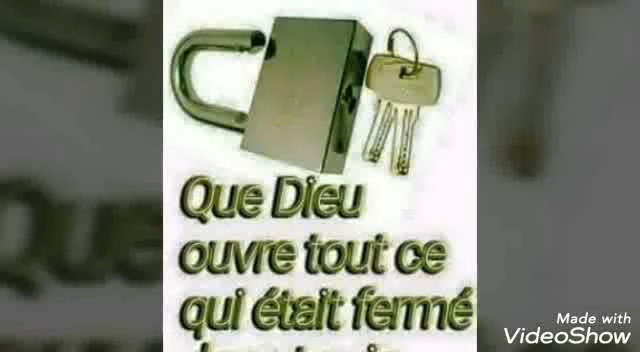 Que Dieu
ouvre tout ce
qui était fermé
Made with
VideoShow